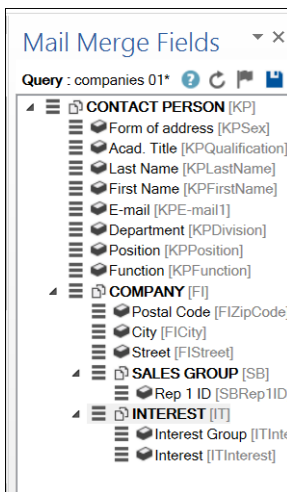 Mail Merge Fields
Query : companies 01*
CONTACT PERSON [KP]
Form of address [KPSex]
Acad. Title [KPQualification]
Last Name [KPLastName]
First Name [KPFirstName]
E-mail [KPE-mail1]
Department [KPDivision]
Position [KPPosition]
Function [KPFunction]
COMPANY [FI]
Postal Code [FIZipCode]
City [FICity]
Street [FIStreet]
SALES GROUP [SB]
Rep 1 ID [SBRep1ID
INTEREST [IT]
Interest Group [ITInte
Interest [ITInterest]